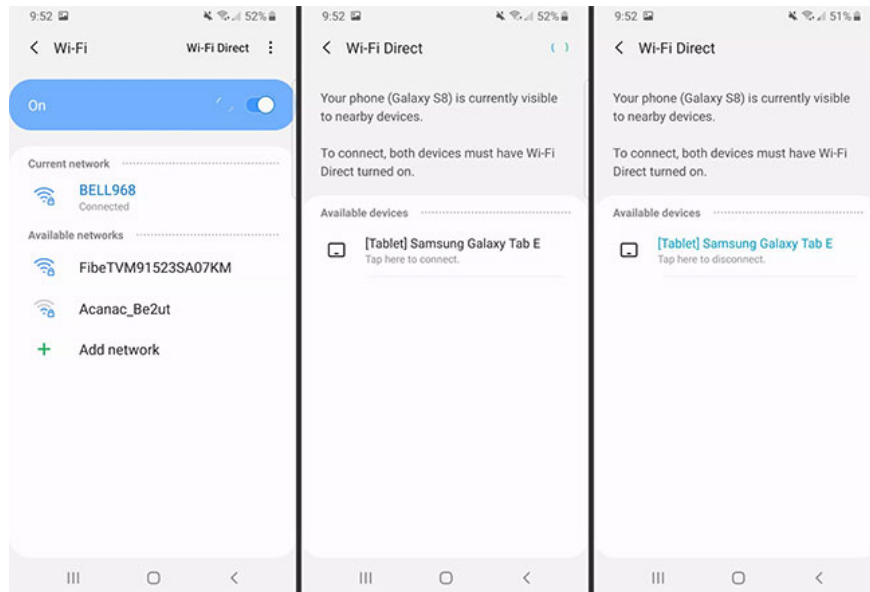 9:52 52%
Wi-Fi Wi-Fi Direct
On
Current network
BELL968
Connected
Available networks
FibeTVM91523SA07KM
Acanac_Be2ut
Add network
9:52 52%
Wi-Fi Direct
Your phone (Galaxy S8) is currently visible
to nearby devices.
To connect, both devices must have Wi-Fi
Direct turned on.
Available devices
[Tablet] Samsung Galaxy Tab E
Tap here to connect.
9:52 51%
Wi-Fi Direct
Your phone (Galaxy S8) is currently visible
to nearby devices.
To connect, both devices must have Wi-Fi
Direct turned on.
Available devices
[Tablet] Samsung Galaxy Tab E
Tap here to disconnect.